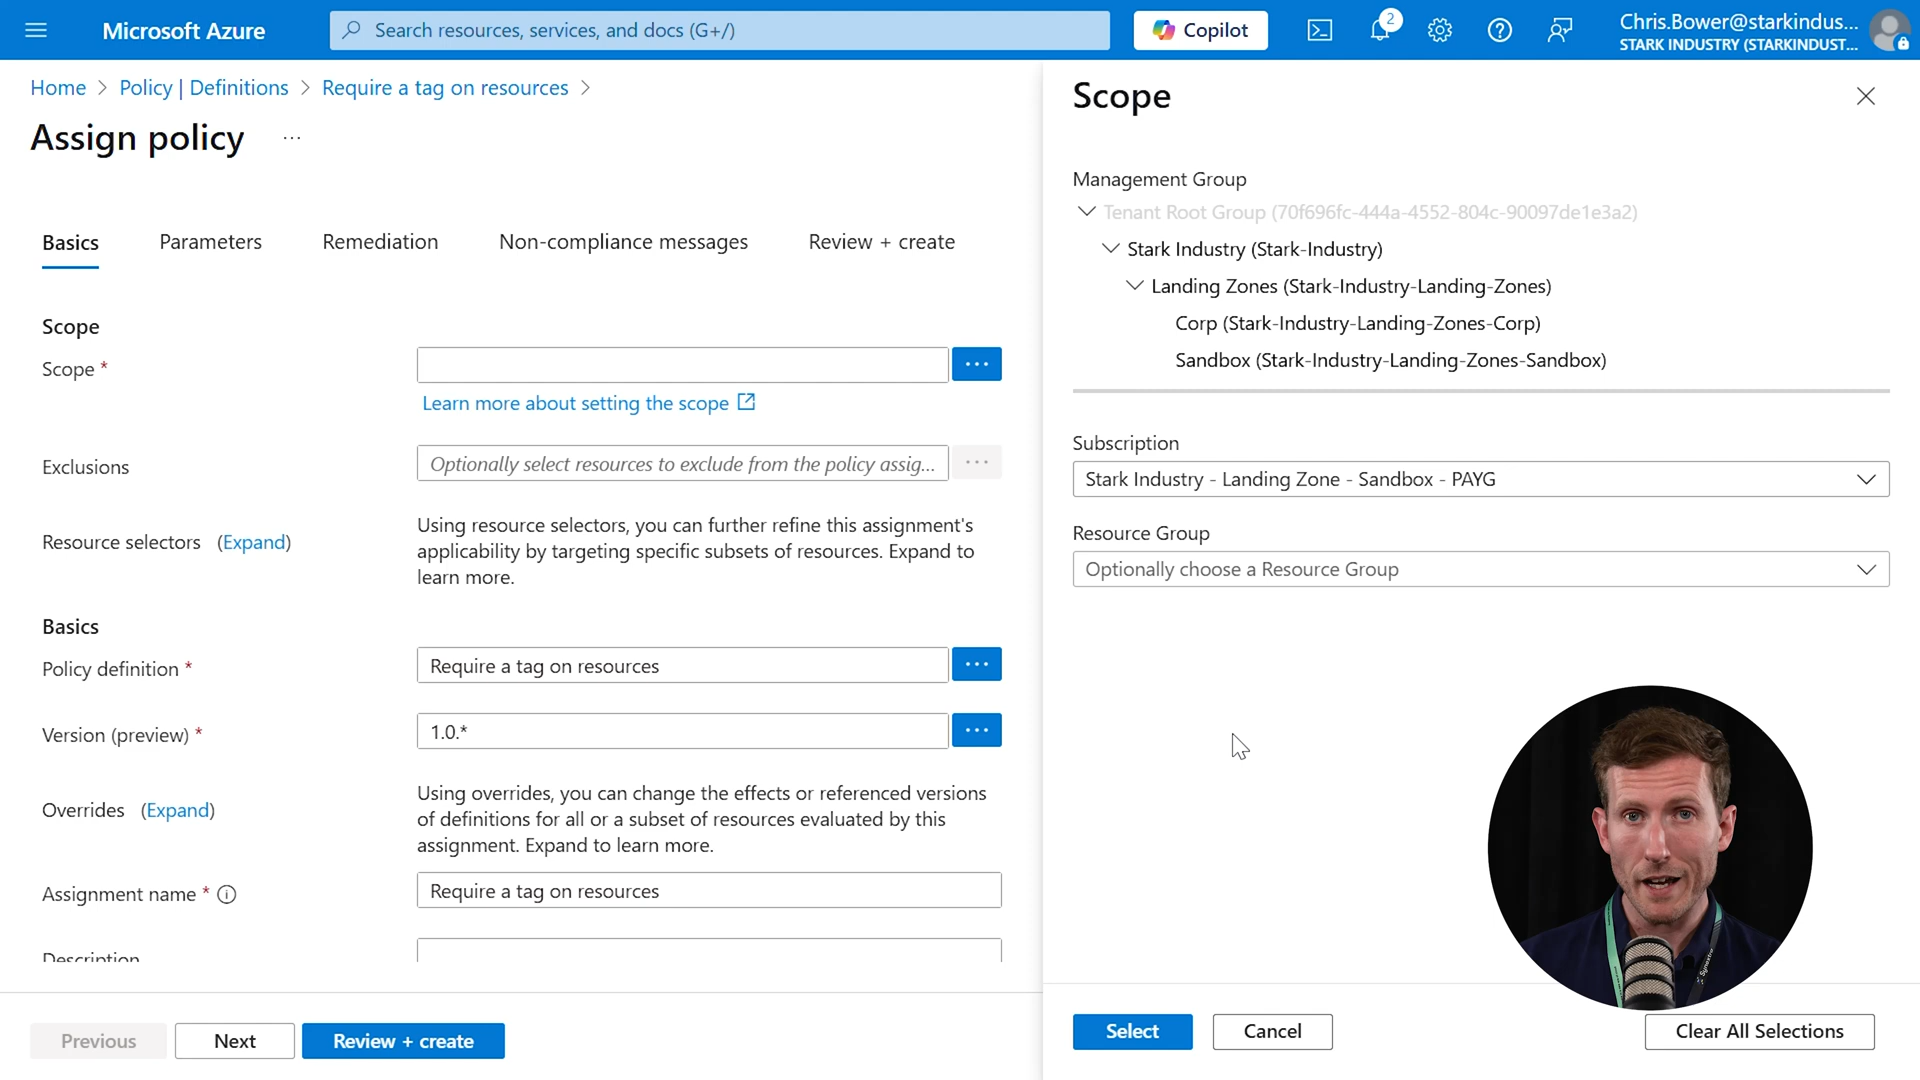 Microsoft Azure
Search resources, services, and docs (G+/)
Copilot
2
Chris.Bower@starkindus...
STARK INDUSTRY (STARKINDUST...
Home > Policy | Definitions > Require a tag on resources >
Assign policy ...
Basics
Parameters
Remediation
Non-compliance messages
Review + create
Scope
Scope *
...
Learn more about setting the scope
Exclusions
Optionally select resources to exclude from the policy assig...
...
Resource selectors (Expand)
Using resource selectors, you can further refine this assignment's
applicability by targeting specific subsets of resources. Expand to
learn more.
Basics
Policy definition *
Require a tag on resources
...
Version (preview) *
1.0.*
...
Overrides (Expand)
Using overrides, you can change the effects or referenced versions
of definitions for all or a subset of resources evaluated by this
assignment. Expand to learn more.
Assignment name *
Require a tag on resources
Description
Previous
Next
Review + create
Scope
Management Group
Tenant Root Group (70f696fc-444a-4552-804c-90097de1e3a2)
Stark Industry (Stark-Industry)
Landing Zones (Stark-Industry-Landing-Zones)
Corp (Stark-Industry-Landing-Zones-Corp)
Sandbox (Stark-Industry-Landing-Zones-Sandbox)
Subscription
Stark Industry - Landing Zone - Sandbox - PAYG
Resource Group
Optionally choose a Resource Group
Select
Cancel
Clear All Selections